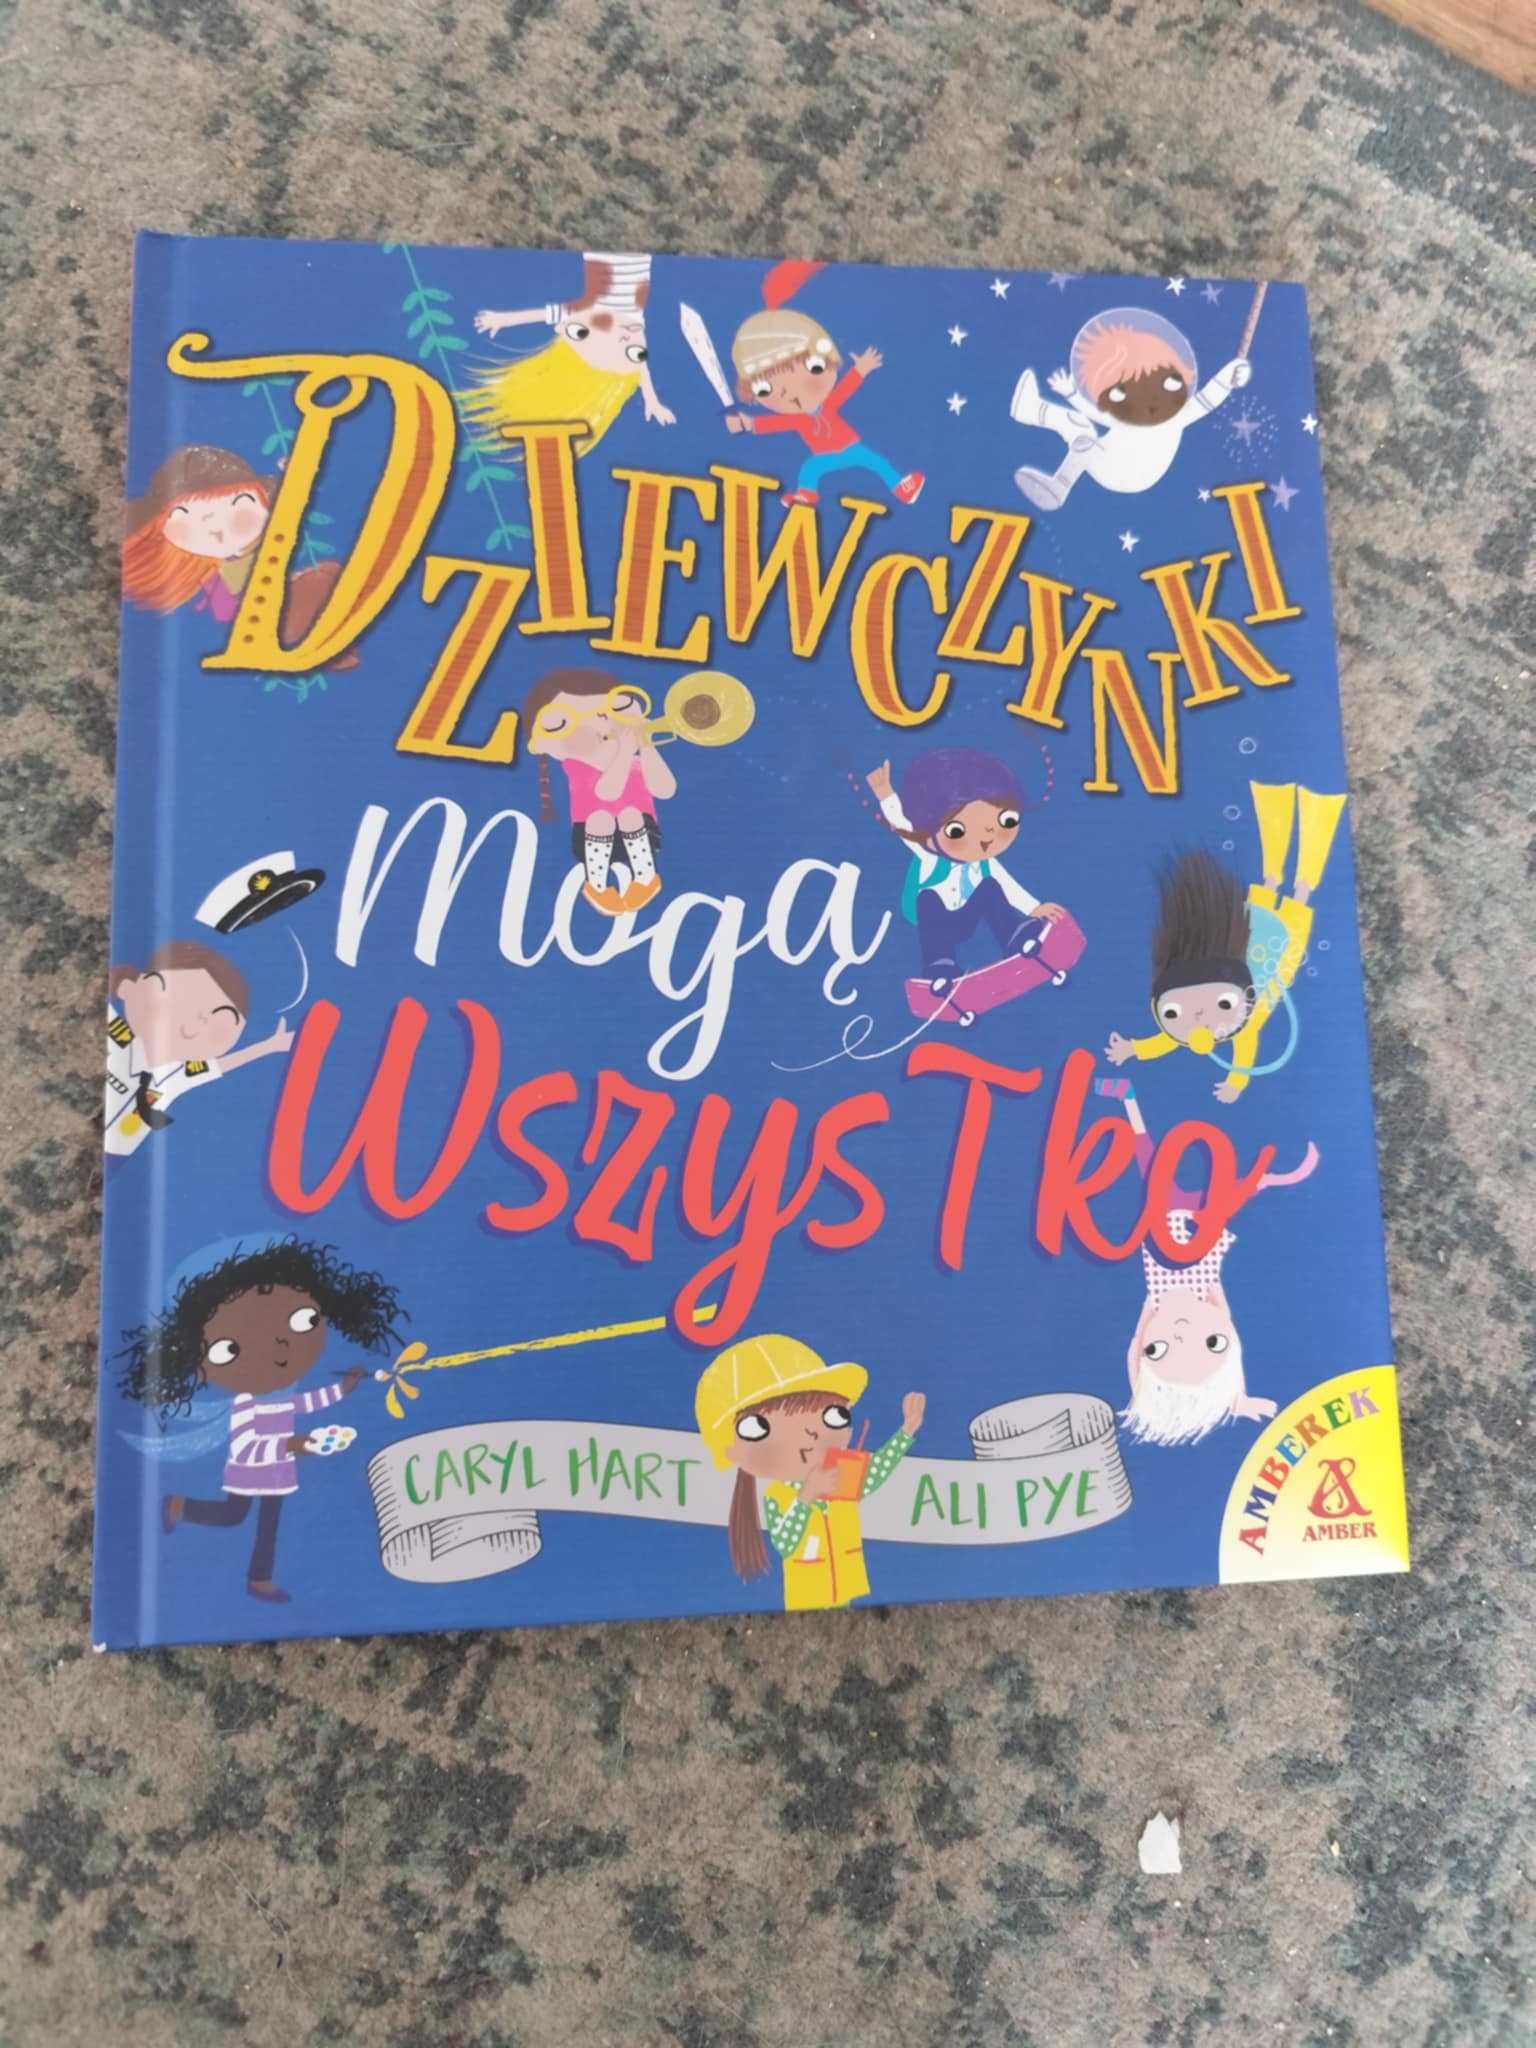 DZIEWCZYNKI
mogą
WszysTko
CARYL HART
ALI PYE
AMBEREK
AMBER